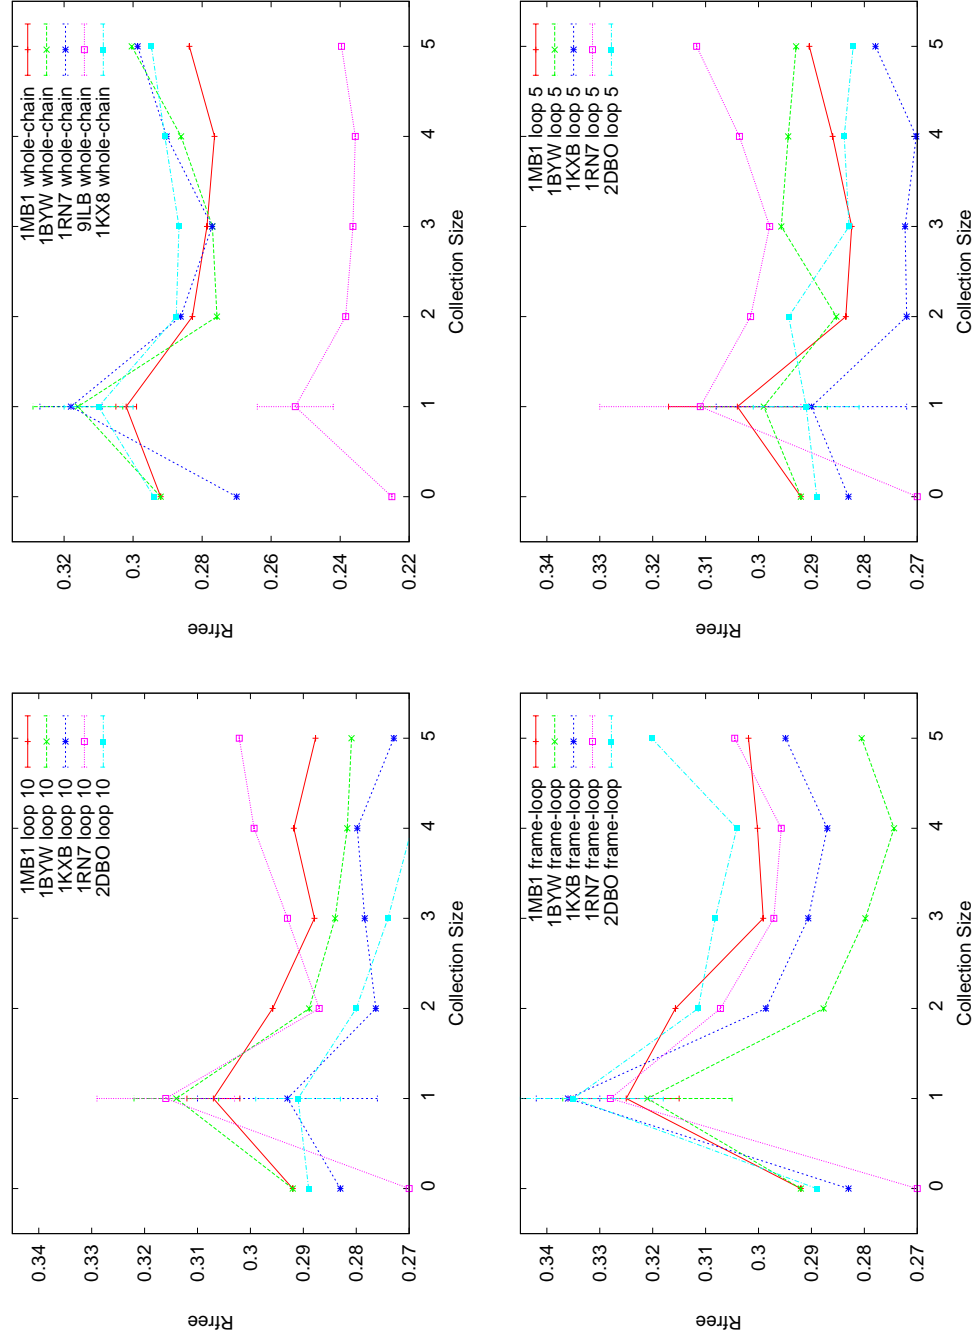 Rfree
0.34
0.33
0.32
0.31
0.3
0.29
0.28
0.27
0
1
2
3
4
5
Collection Size
1MB1 loop 10
1BYW loop 10
1KXB loop 10
1RN7 loop 10
2DBO loop 10
Rfree
0.32
0.3
0.28
0.26
0.24
0.22
0
1
2
3
4
5
Collection Size
1MB1 whole-chain
1BYW whole-chain
1RN7 whole-chain
9ILB whole-chain
1KX8 whole-chain
Rfree
0.34
0.33
0.32
0.31
0.3
0.29
0.28
0.27
0
1
2
3
4
5
Collection Size
1MB1 frame-loop
1BYW frame-loop
1KXB frame-loop
1RN7 frame-loop
2DBO frame-loop
Rfree
0.34
0.33
0.32
0.31
0.3
0.29
0.28
0.27
0
1
2
3
4
5
Collection Size
1MB1 loop 5
1BYW loop 5
1KXB loop 5
1RN7 loop 5
2DBO loop 5